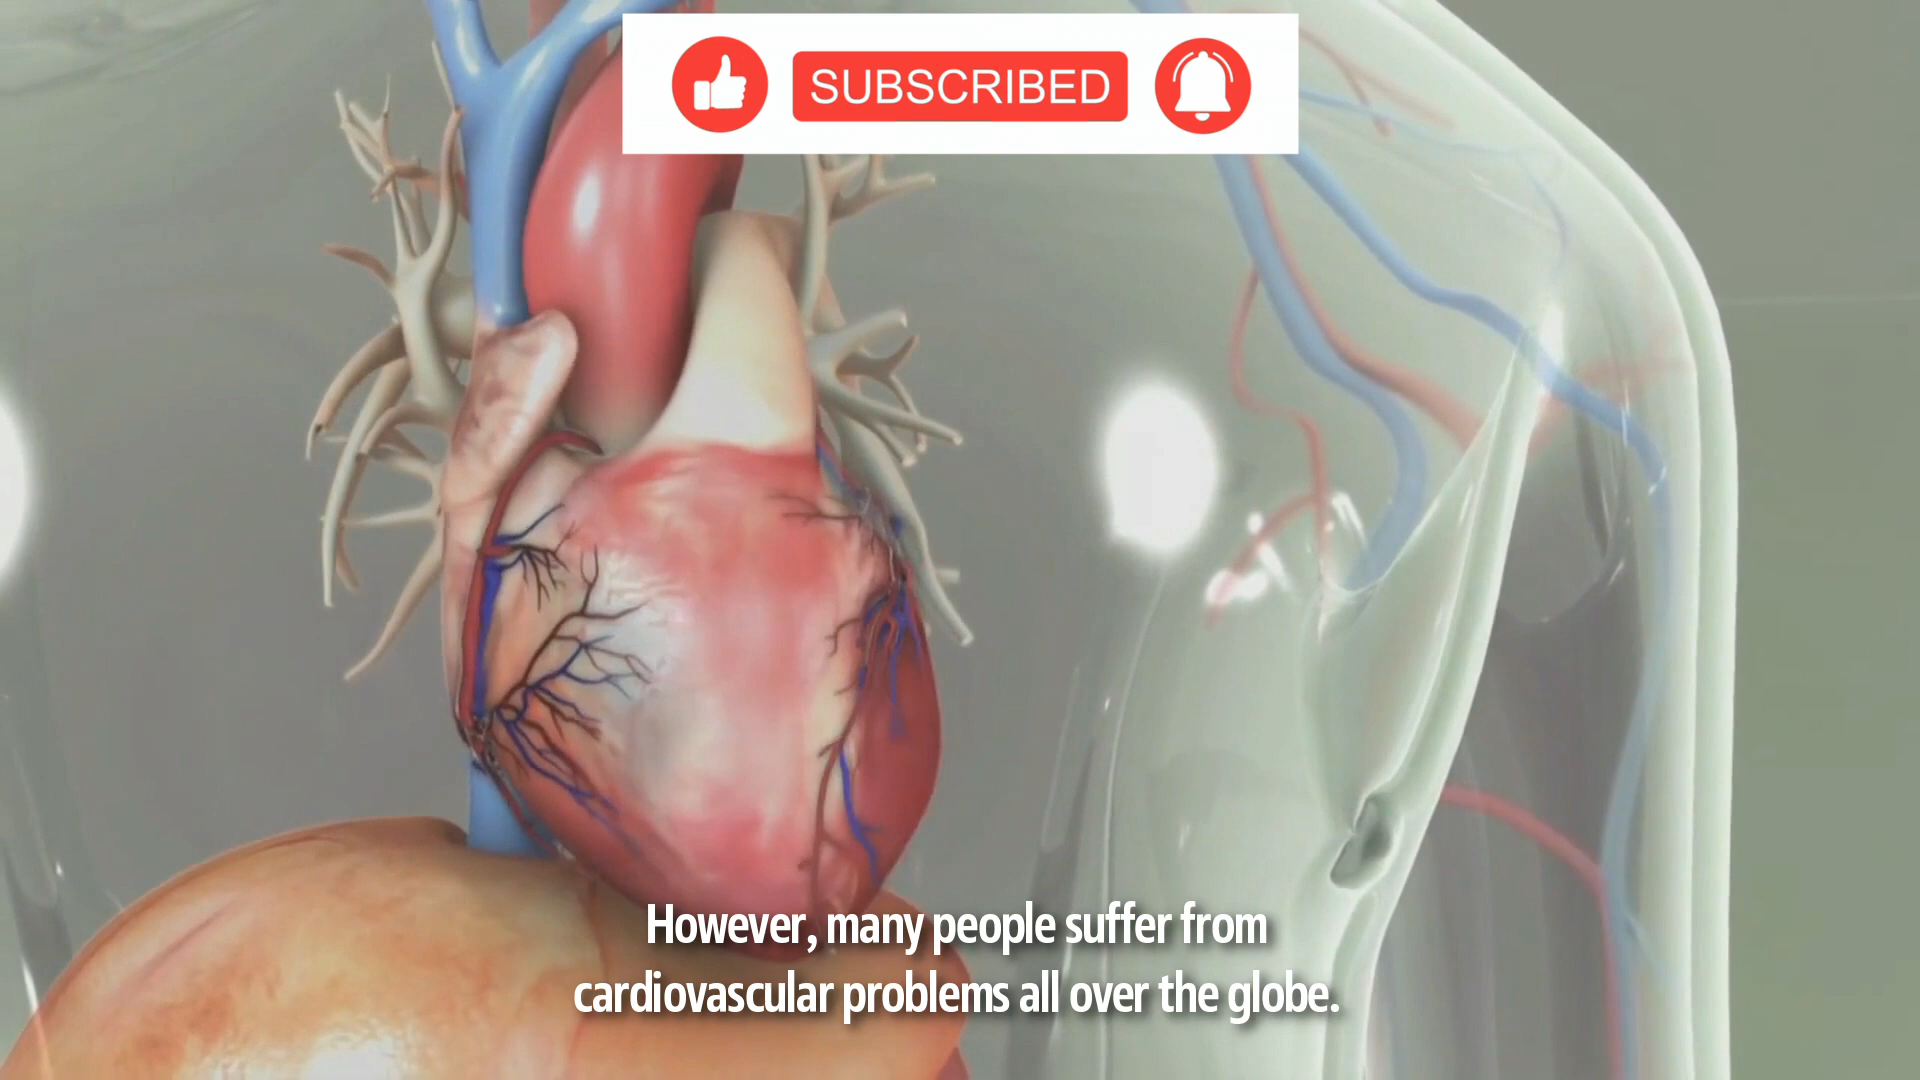 SUBSCRIBED
However, many people suffer from
cardiovascular problems all over the globe.